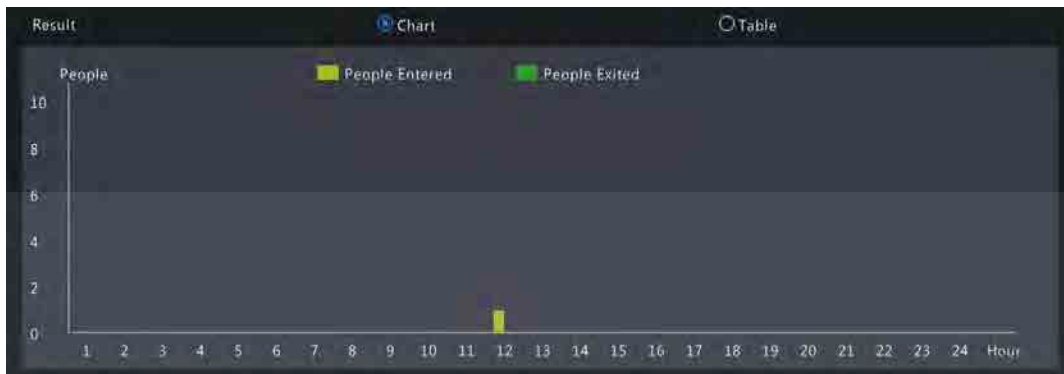 Result Chart Table
People People Entered People Exited
10
8
6
4
2
0
1 2 3 4 5 6 7 8 9 10 11 12 13 14 15 16 17 18 19 20 21 22 23 24 Hour